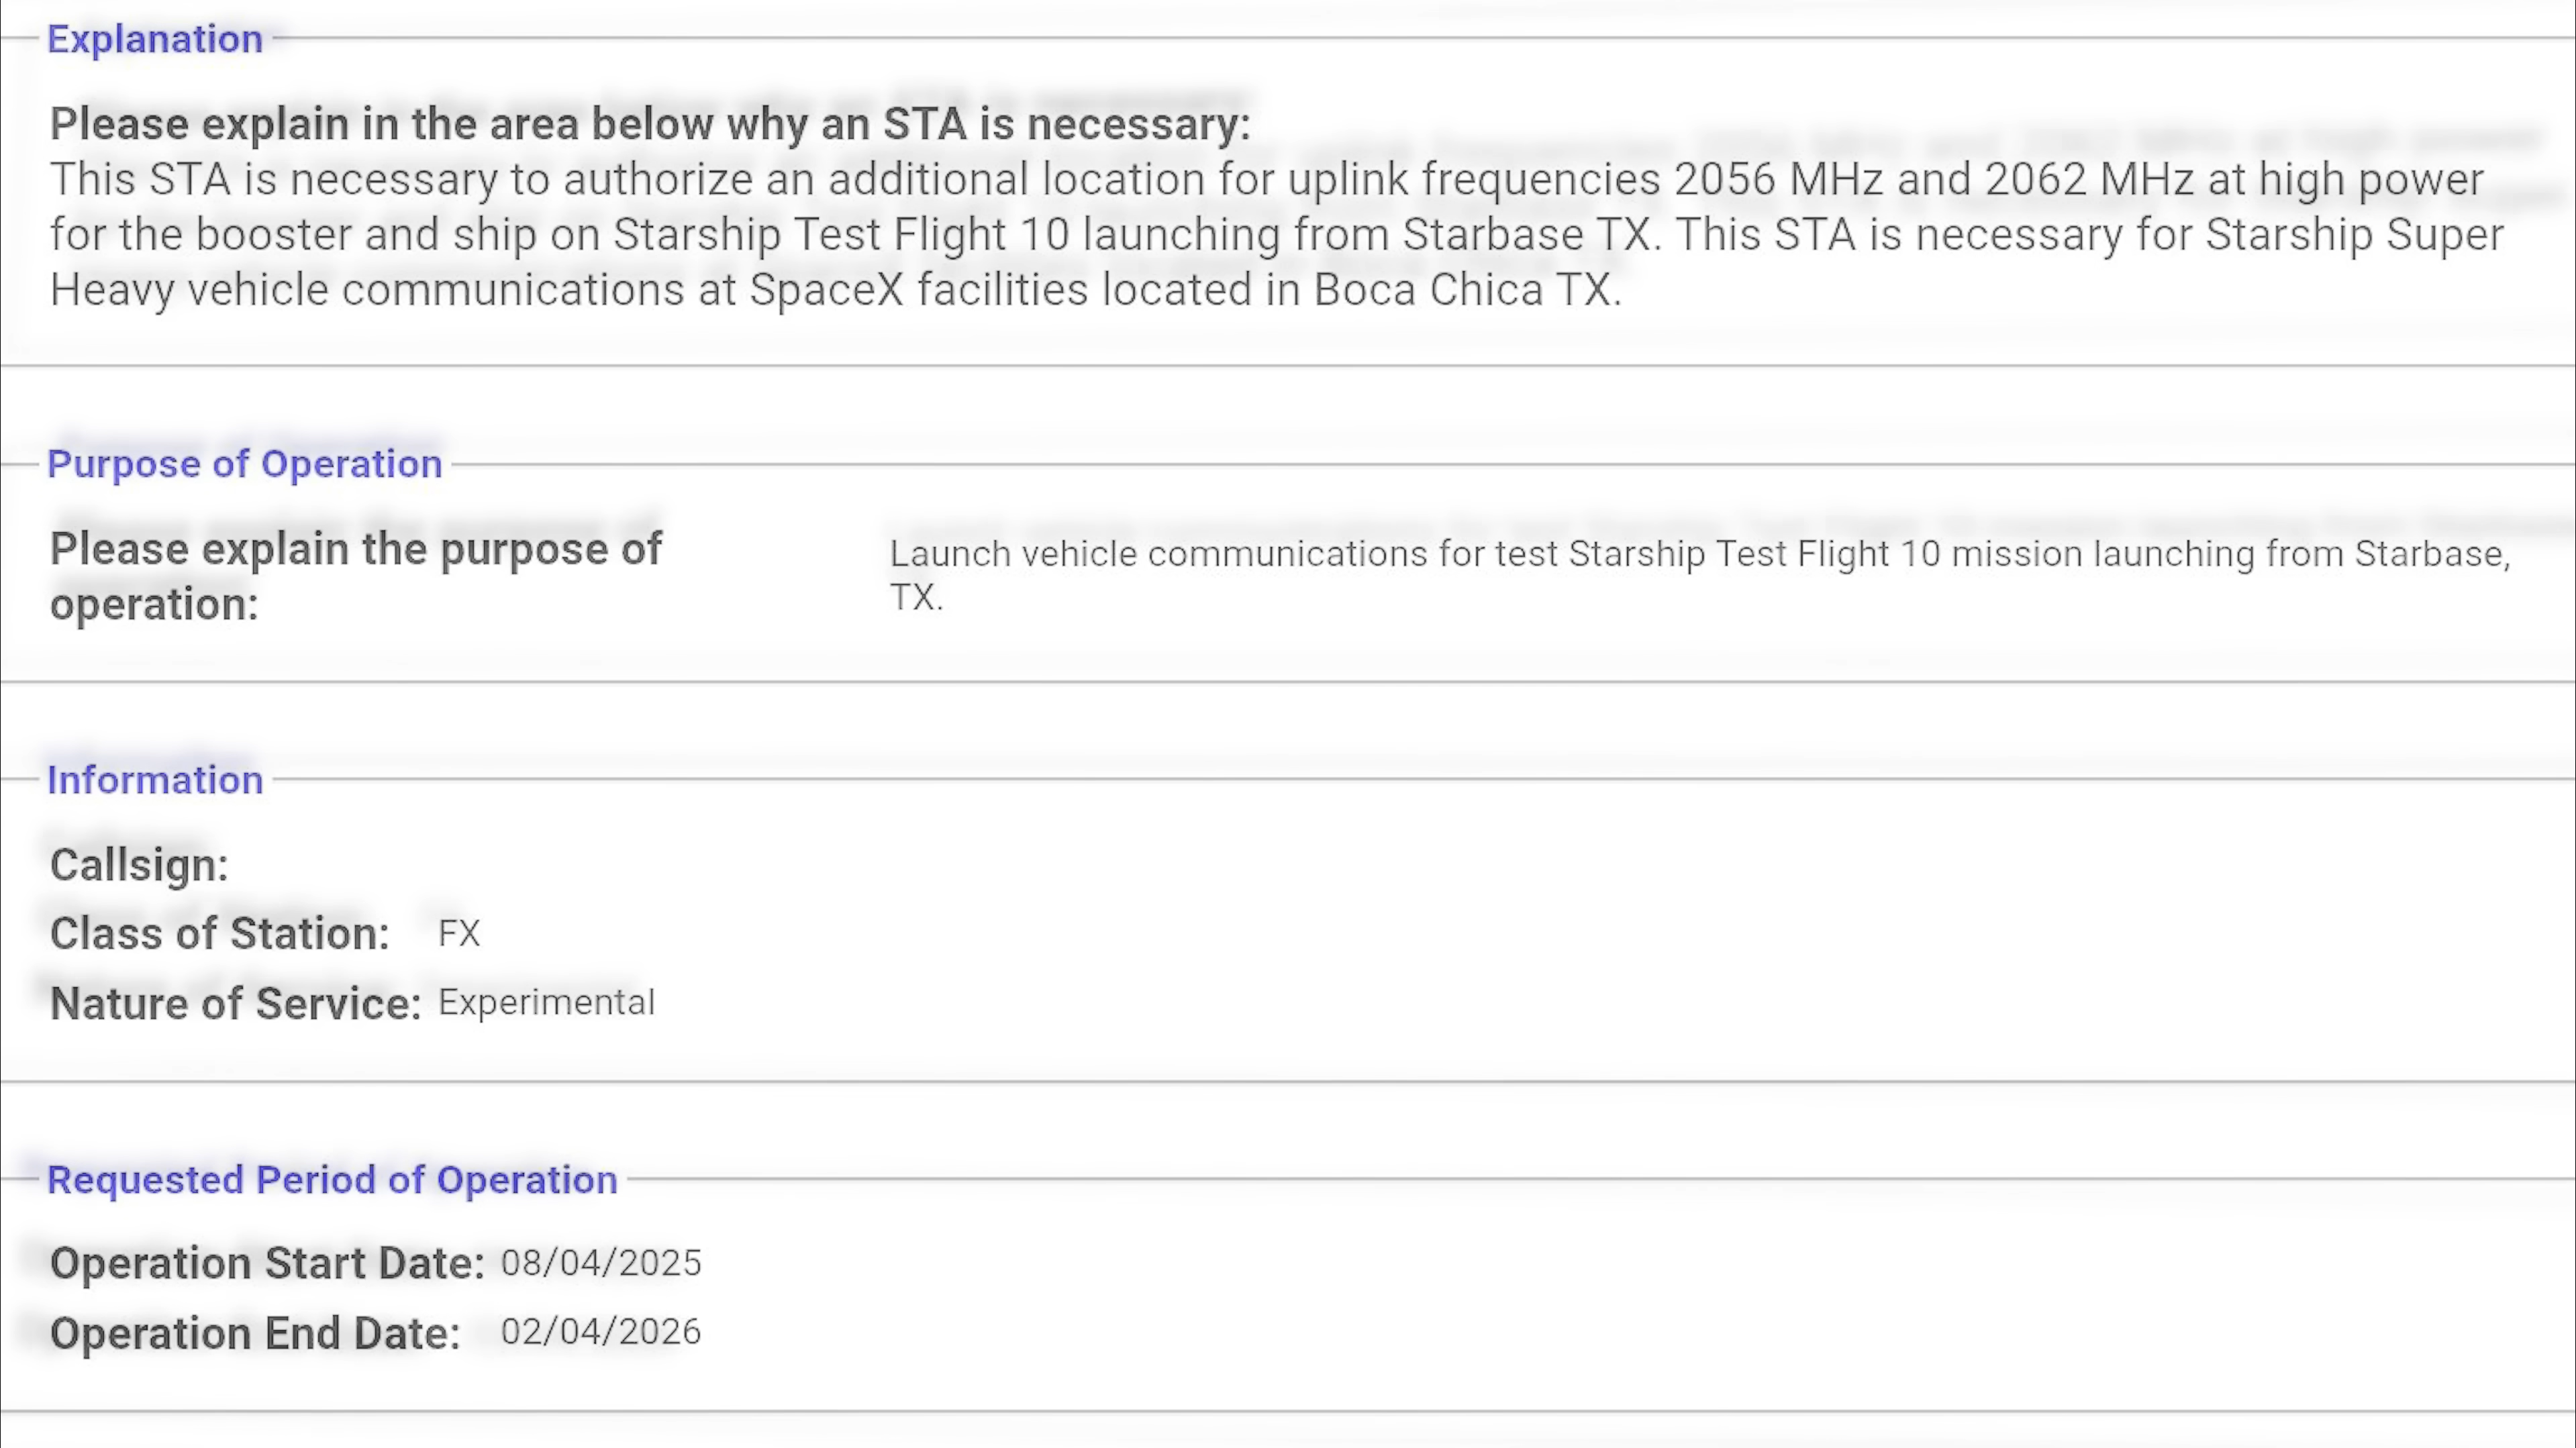 Explanation
Please explain in the area below why an STA is necessary:
This STA is necessary to authorize an additional location for uplink frequencies 2056 MHz and 2062 MHz at high power
for the booster and ship on Starship Test Flight 10 launching from Starbase TX. This STA is necessary for Starship Super
Heavy vehicle communications at SpaceX facilities located in Boca Chica TX.
Purpose of Operation
Please explain the purpose of
operation:
Launch vehicle communications for test Starship Test Flight 10 mission launching from Starbase,
TX.
Information
Callsign:
Class of Station: FX
Nature of Service: Experimental
Requested Period of Operation
Operation Start Date: 08/04/2025
Operation End Date: 02/04/2026